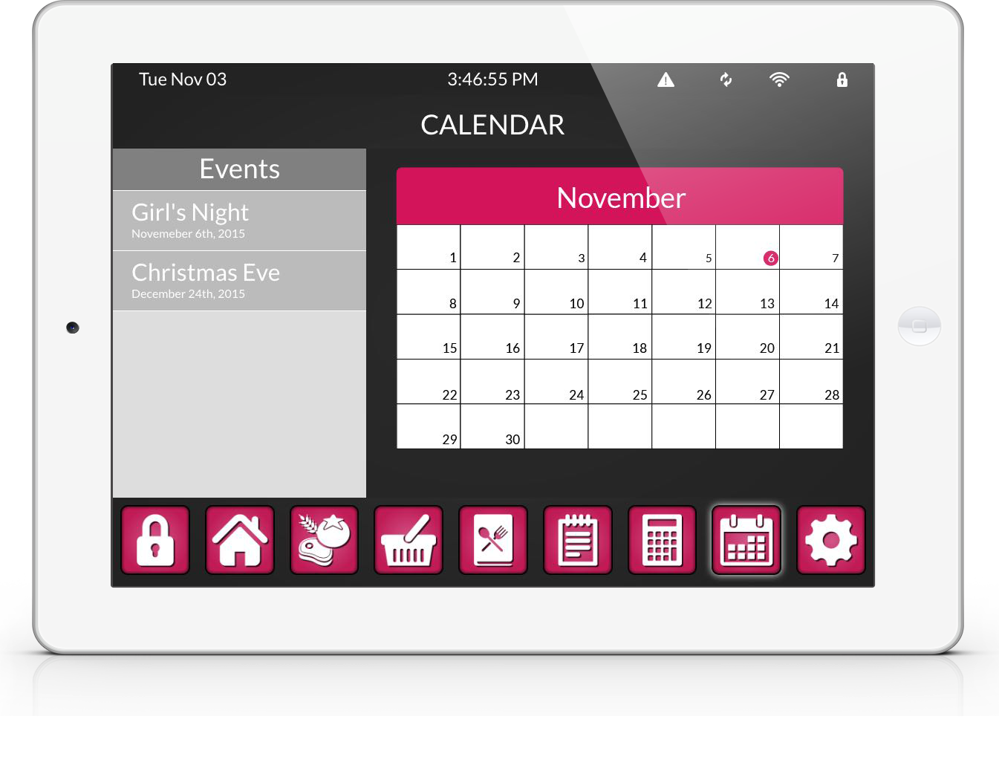 Tue Nov 03 3:46:55 PM
CALENDAR
Events
Girl's Night
Novemeber 6th, 2015
Christmas Eve
December 24th, 2015
November
1 2 3 4 5 6 7
8 9 10 11 12 13 14
15 16 17 18 19 20 21
22 23 24 25 26 27 28
29 30